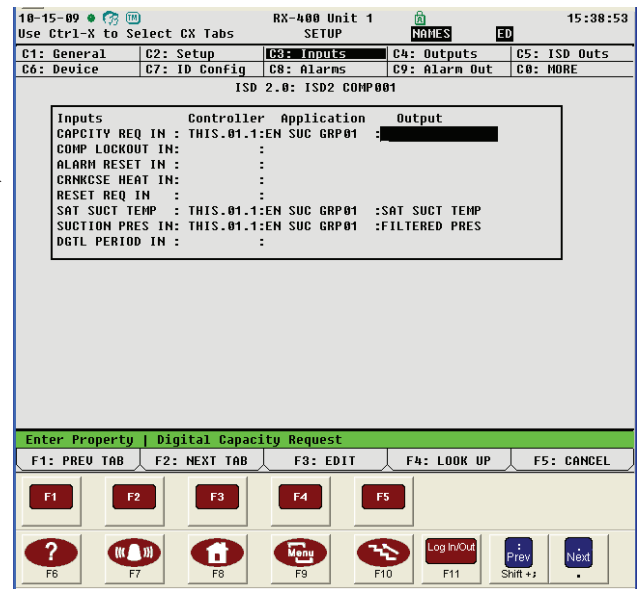 10-15-09 TM RX-400 Unit 1 15:38:53
Use Ctrl-X to Select CX Tabs SETUP NAMES ED
C1: General C2: Setup C3: Inputs C4: Outputs C5: ISD Outs
C6: Device C7: ID Config C8: Alarms C9: Alarm Out C0: MORE
ISD 2.0: ISD2 COMP001
Inputs Controller Application Output
CAPCITY REQ IN : THIS.01.1:EN SUC GRP01 :
COMP LOCKOUT IN: :
ALARM RESET IN : :
CRNKCSE HEAT IN: :
RESET REQ IN : :
SAT SUCT TEMP : THIS.01.1:EN SUC GRP01 :SAT SUCT TEMP
SUCTION PRES IN: THIS.01.1:EN SUC GRP01 :FILTERED PRES
DGTL PERIOD IN : :
Enter Property | Digital Capacity Request
F1: PREV TAB F2: NEXT TAB F3: EDIT F4: LOOK UP F5: CANCEL
F1 F2 F3 F4 F5
? Menu Log In/Out : Prev Next
F6 F7 F8 F9 F10 F11 Shift +; .